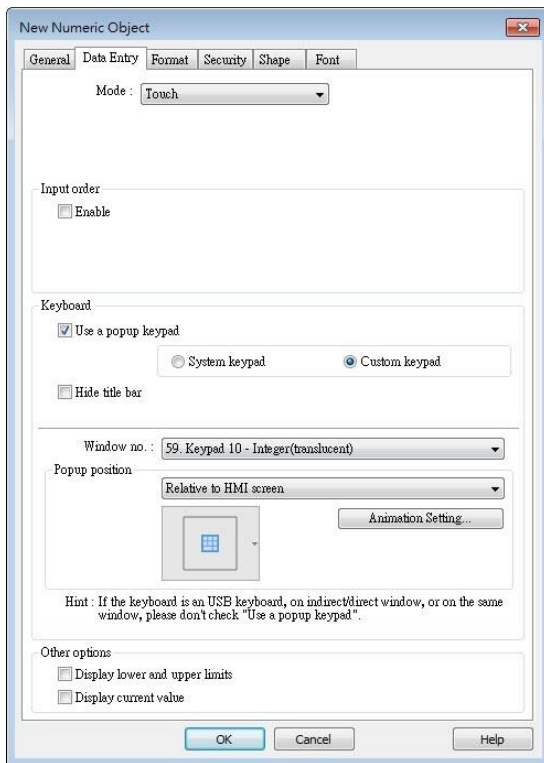 New Numeric Object
General Data Entry Format Security Shape Font
Mode : Touch
Input order
Enable
Keyboard
Use a popup keypad
System keypad Custom keypad
Hide title bar
Window no. : 59. Keypad 10 - Integer(translucent)
Popup position
Relative to HMI screen
Animation Setting...
Hint : If the keyboard is an USB keyboard, on indirect/direct window, or on the same
window, please don't check "Use a popup keypad".
Other options
Display lower and upper limits
Display current value
OK Cancel Help